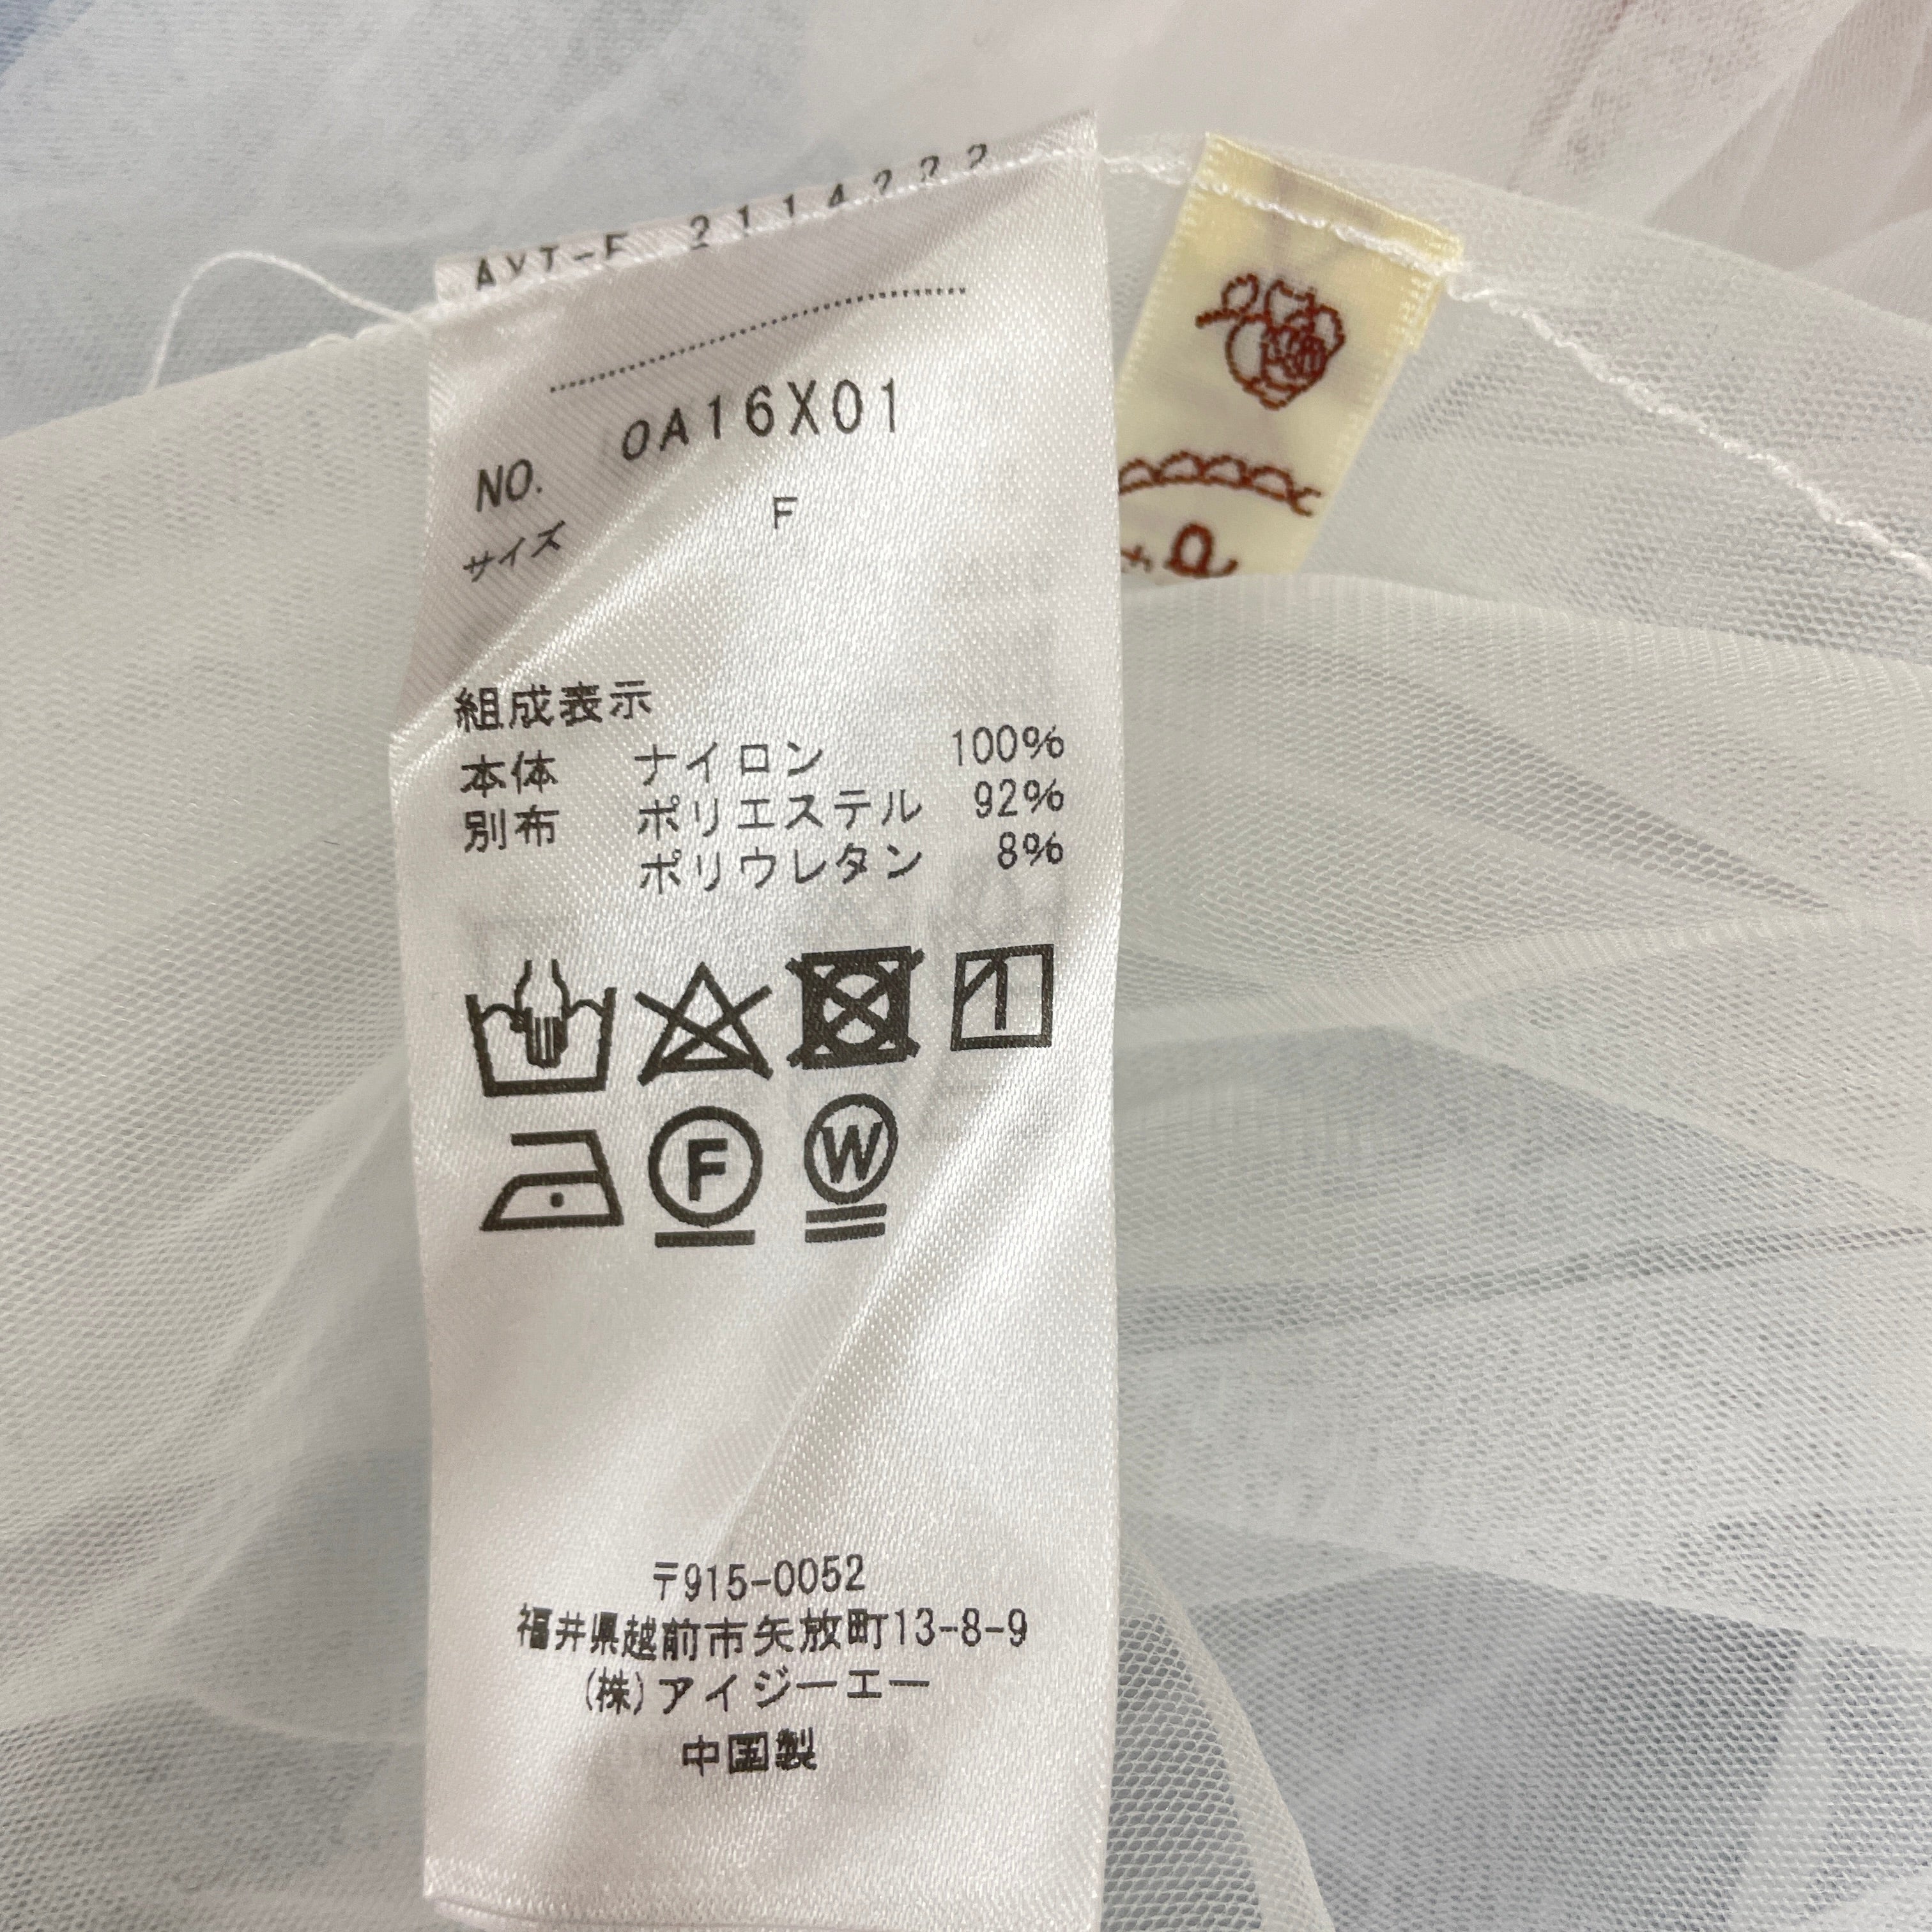 NO. 0A16X01
サイズ F
組成表示
本体 ナイロン 100%
別布 ポリエステル 92%
ポリウレタン 8%
F W
〒915-0052
福井県越前市矢放町13-8-9
(株)アイジーエー
中国製